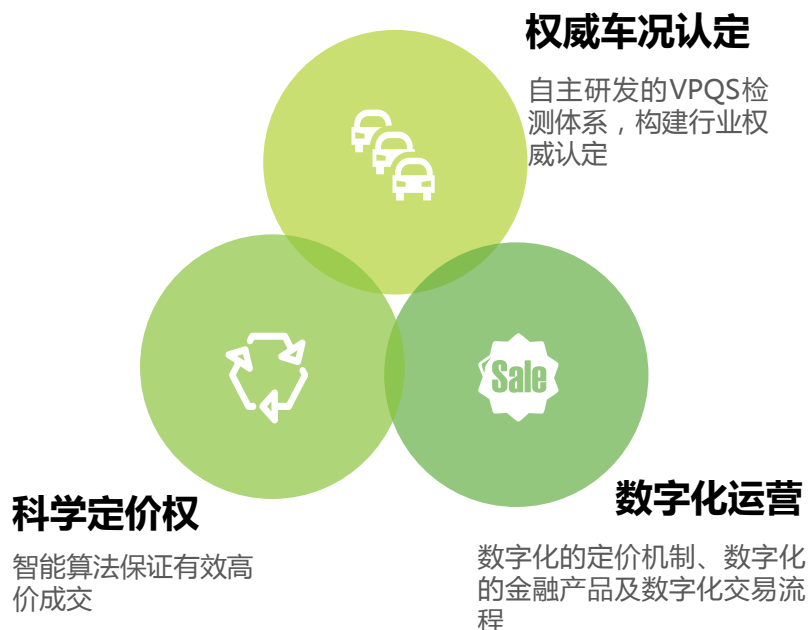 权威车况认定
自主研发的VPQS检
测体系，构建行业权
威认定
Sale
科学定价权
智能算法保证有效高
价成交
数字化运营
数字化的定价机制、数字化
的金融产品及数字化交易流
程